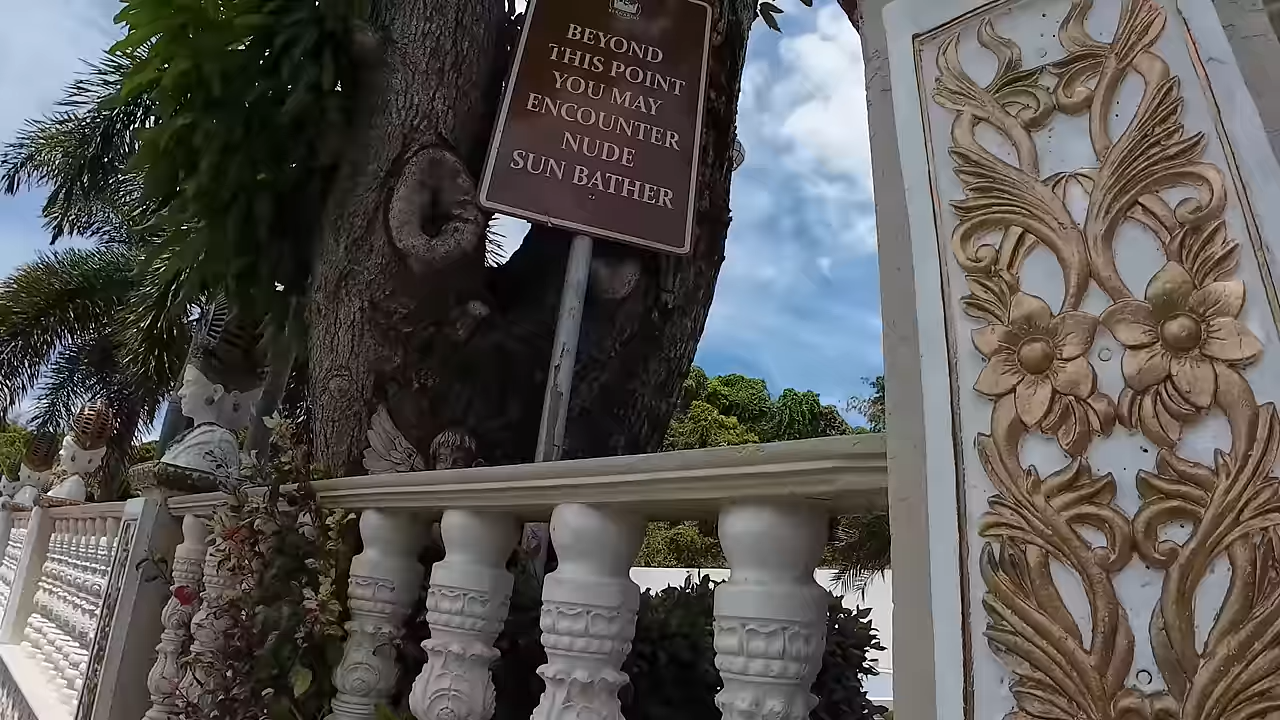 BEYOND
THIS POINT
YOU MAY
ENCOUNTER
NUDE
SUN BATHER